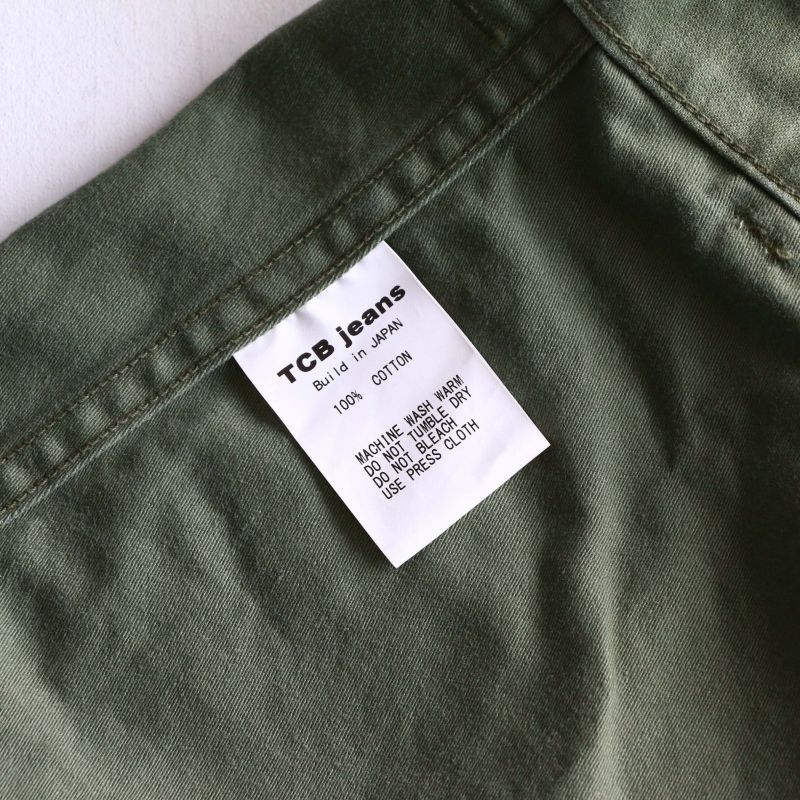 TCB jeans
Build in JAPAN
100% COTTON
MACHINE WASH WARM
DO NOT TUMBLE DRY
DO NOT BLEACH
USE PRESS CLOTH